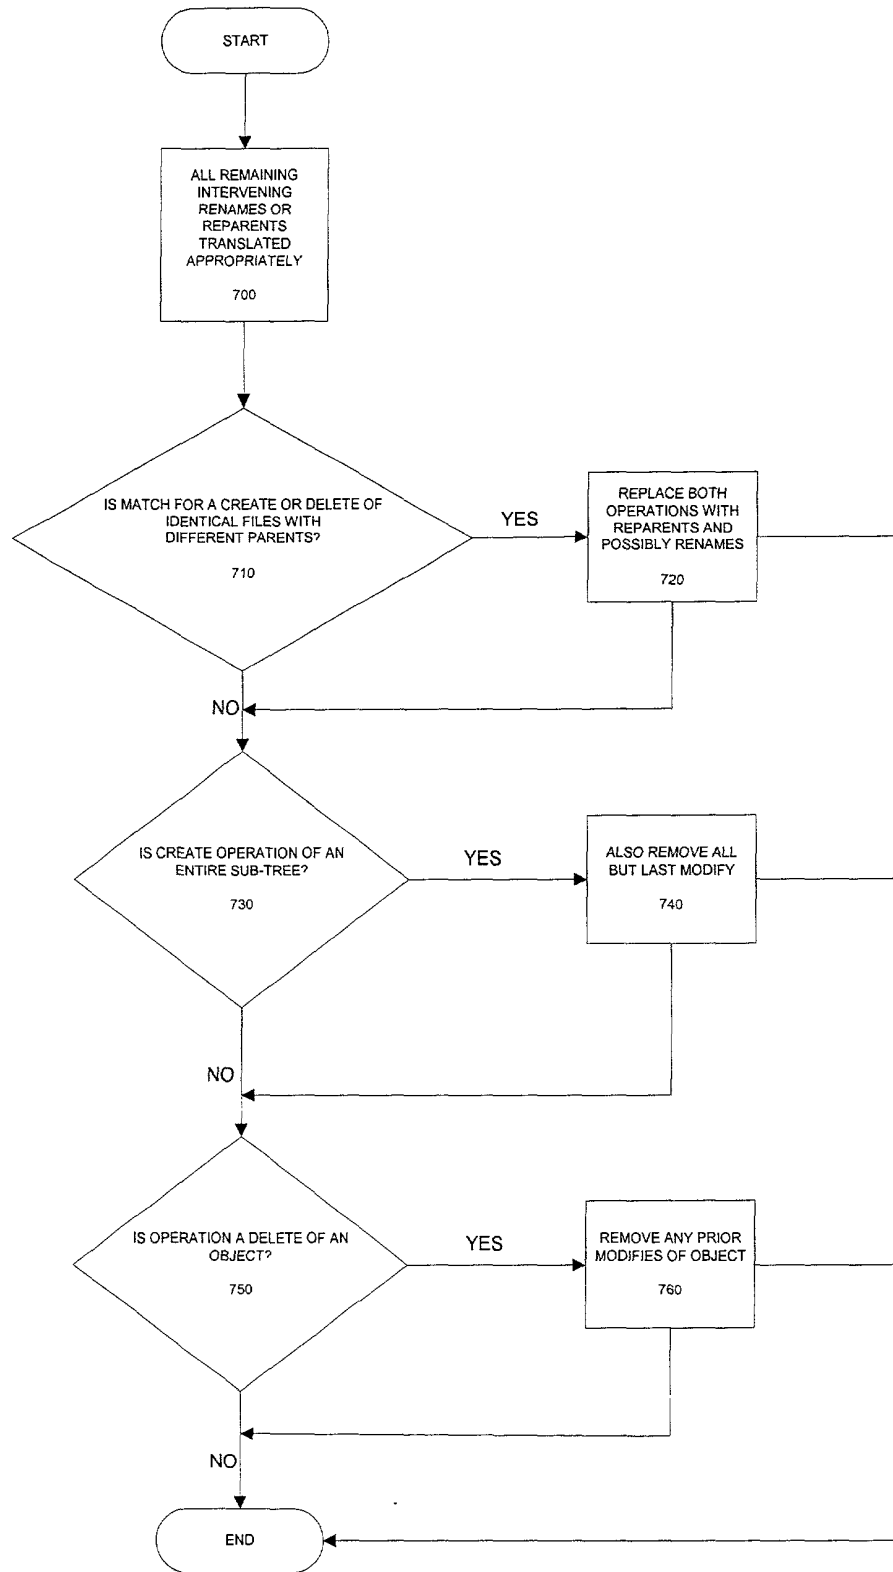 START
ALL REMAINING
INTERVENING
RENAMES OR
REPARENTS
TRANSLATED
APPROPRIATELY
700
IS MATCH FOR A CREATE OR DELETE OF
IDENTICAL FILES WITH
DIFFERENT PARENTS?
710
YES
REPLACE BOTH
OPERATIONS WITH
REPARENTS AND
POSSIBLY RENAMES
720
NO
IS CREATE OPERATION OF AN
ENTIRE SUB-TREE?
730
YES
ALSO REMOVE ALL
BUT LAST MODIFY
740
NO
IS OPERATION A DELETE OF AN
OBJECT?
750
YES
REMOVE ANY PRIOR
MODIFIES OF OBJECT
760
NO
END